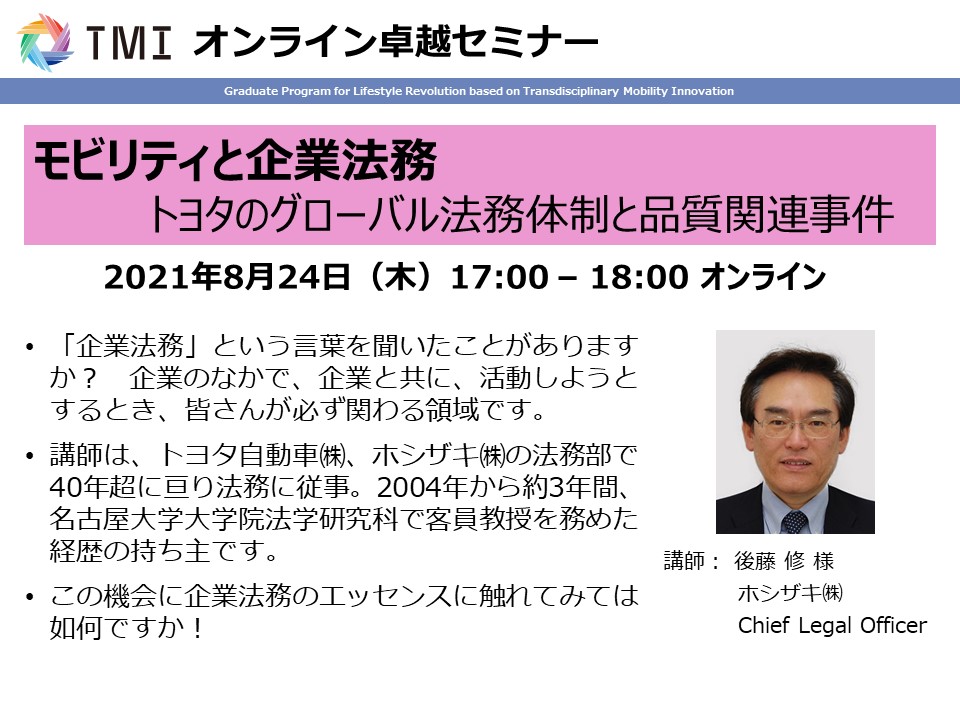 TMI オンライン卓越セミナー
Graduate Program for Lifestyle Revolution based on Transdisciplinary Mobility Innovation
モビリティと企業法務
トヨタのグローバル法務体制と品質関連事件
2021年8月24日（木）17:00 – 18:00 オンライン
• 「企業法務」という言葉を聞いたことがあります
か？　企業のなかで、企業と共に、活動しようと
するとき、皆さんが必ず関わる領域です。
• 講師は、トヨタ自動車㈱、ホシザキ㈱の法務部で
40年超に亘り法務に従事。2004年から約3年間、
名古屋大学大学院法学研究科で客員教授を務めた
経歴の持ち主です。
• この機会に企業法務のエッセンスに触れてみては
如何ですか！
講師： 後藤 修 様
ホシザキ㈱
Chief Legal Officer